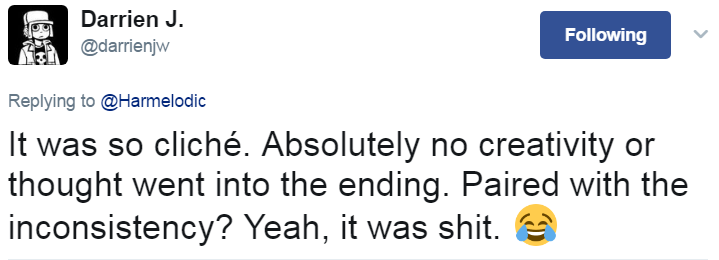 Darrien J.
@darrienjw
Following
Replying to @Harmelodic
It was so cliché. Absolutely no creativity or
thought went into the ending. Paired with the
inconsistency? Yeah, it was shit. 😂